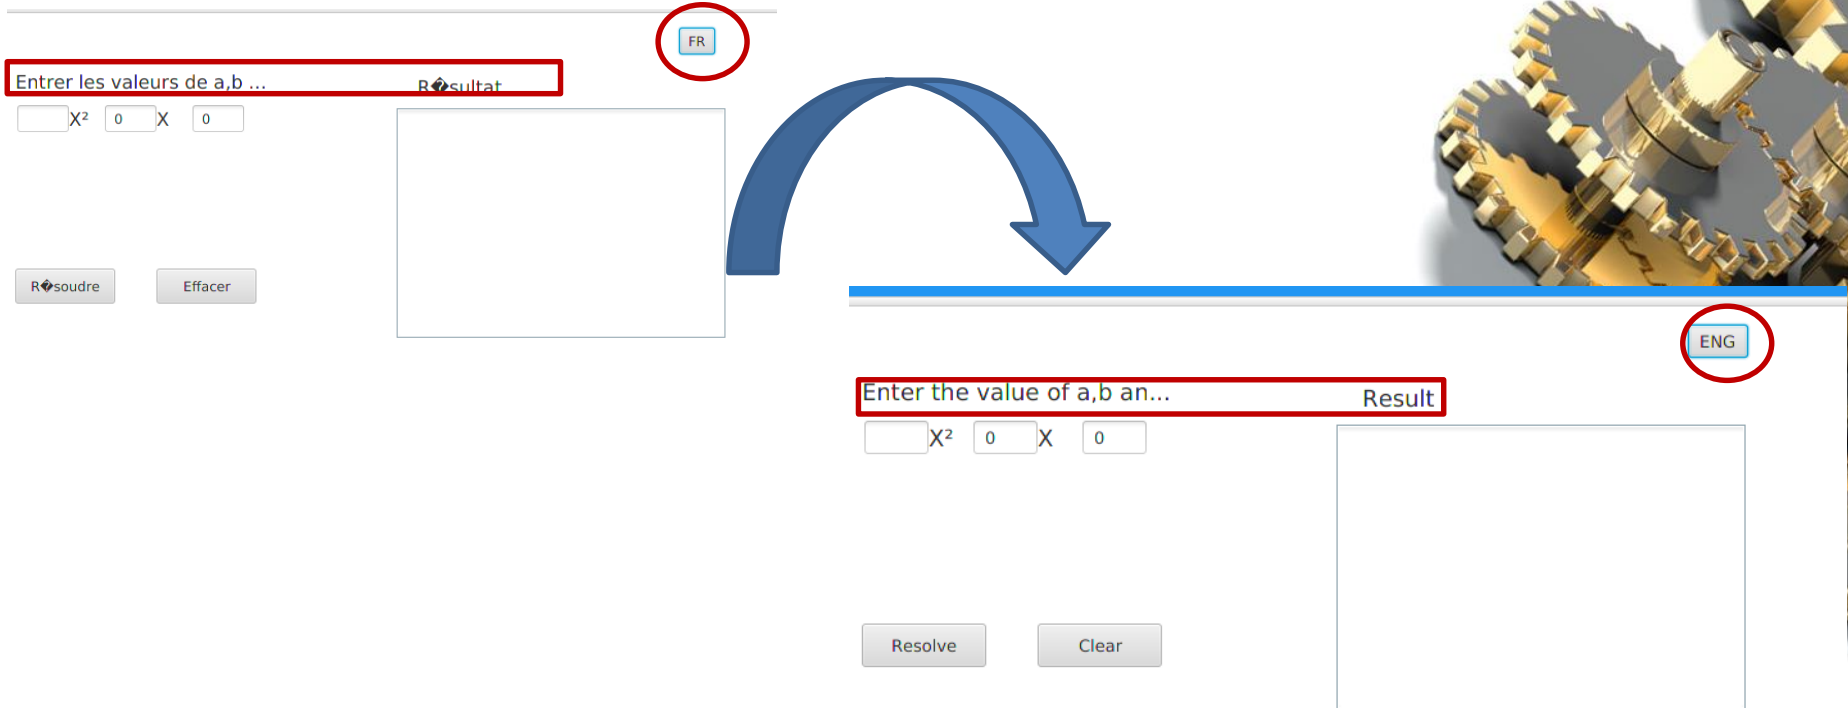 FR
Entrer les valeurs de a,b ...
R�sultat
X² 0 X 0
R�soudre Effacer
ENG
Enter the value of a,b an...
Result
X² 0 X 0
Resolve Clear